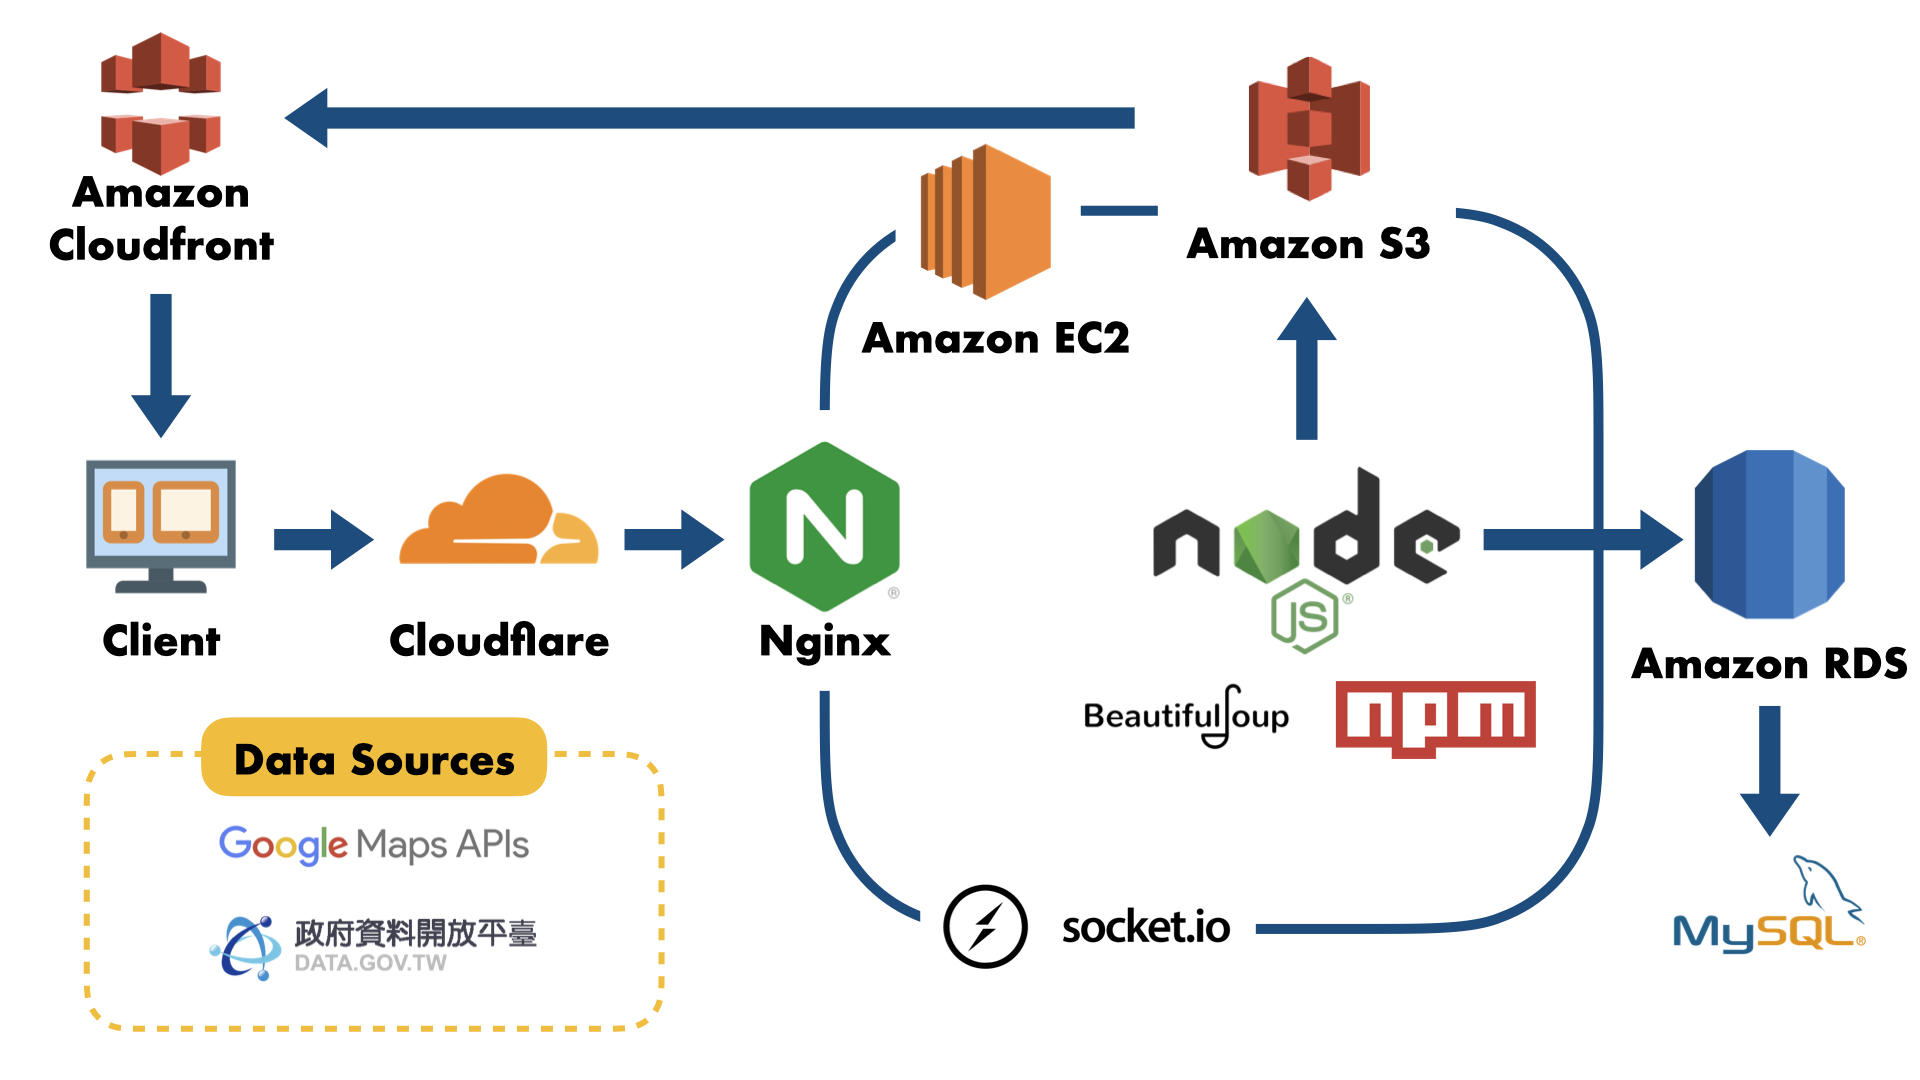 Amazon
Cloudfront
Amazon EC2
Amazon S3
Client
Cloudflare
N
®
Nginx
node
JS ®
BeautifulSoup
npm
Amazon RDS
Data Sources
Google Maps APIs
政府資料開放平臺
DATA.GOV.TW
socket.io
MySQL®